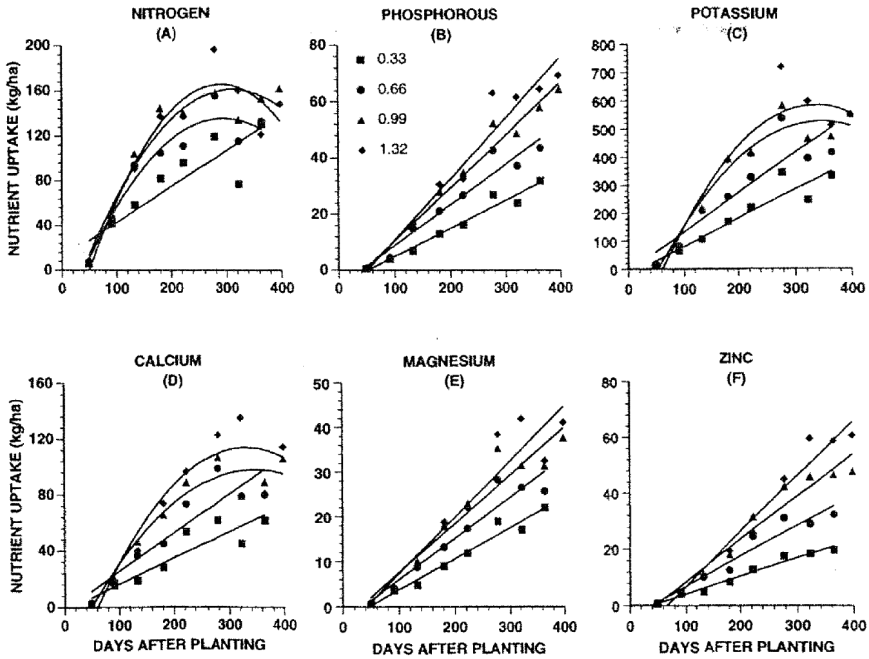 NITROGEN
(A)
PHOSPHOROUS
(B)
POTASSIUM
(C)
NUTRIENT UPTAKE (kg/ha)
200
160
120
80
40
0
0 100 200 300 400
80
60
40
20
0
0 100 200 300 400
0.33
0.66
0.99
1.32
800
700
600
500
400
300
200
100
0
0 100 200 300 400
CALCIUM
(D)
MAGNESIUM
(E)
ZINC
(F)
NUTRIENT UPTAKE (kg/ha)
160
120
80
40
0
0 100 200 300 400
DAYS AFTER PLANTING
50
40
30
20
10
0
0 100 200 300 400
DAYS AFTER PLANTING
80
60
40
20
0
0 100 200 300 400
DAYS AFTER PLANTING